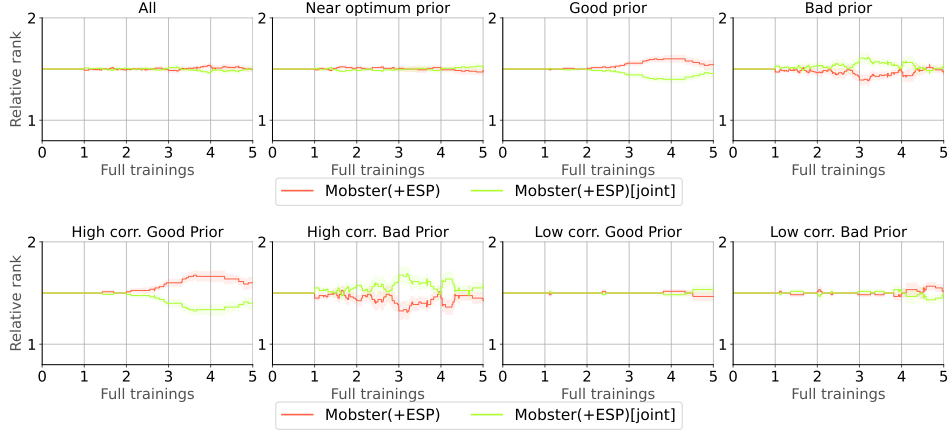 All Near optimum prior Good prior Bad prior
2 2 2 2
Relative rank
1 1 1 1
0 1 2 3 4 5 0 1 2 3 4 5 0 1 2 3 4 5 0 1 2 3 4 5
Full trainings Full trainings Full trainings Full trainings
Mobster(+ESP) Mobster(+ESP)[joint]
High corr. Good Prior High corr. Bad Prior Low corr. Good Prior Low corr. Bad Prior
2 2 2 2
Relative rank
1 1 1 1
0 1 2 3 4 5 0 1 2 3 4 5 0 1 2 3 4 5 0 1 2 3 4 5
Full trainings Full trainings Full trainings Full trainings
Mobster(+ESP) Mobster(+ESP)[joint]